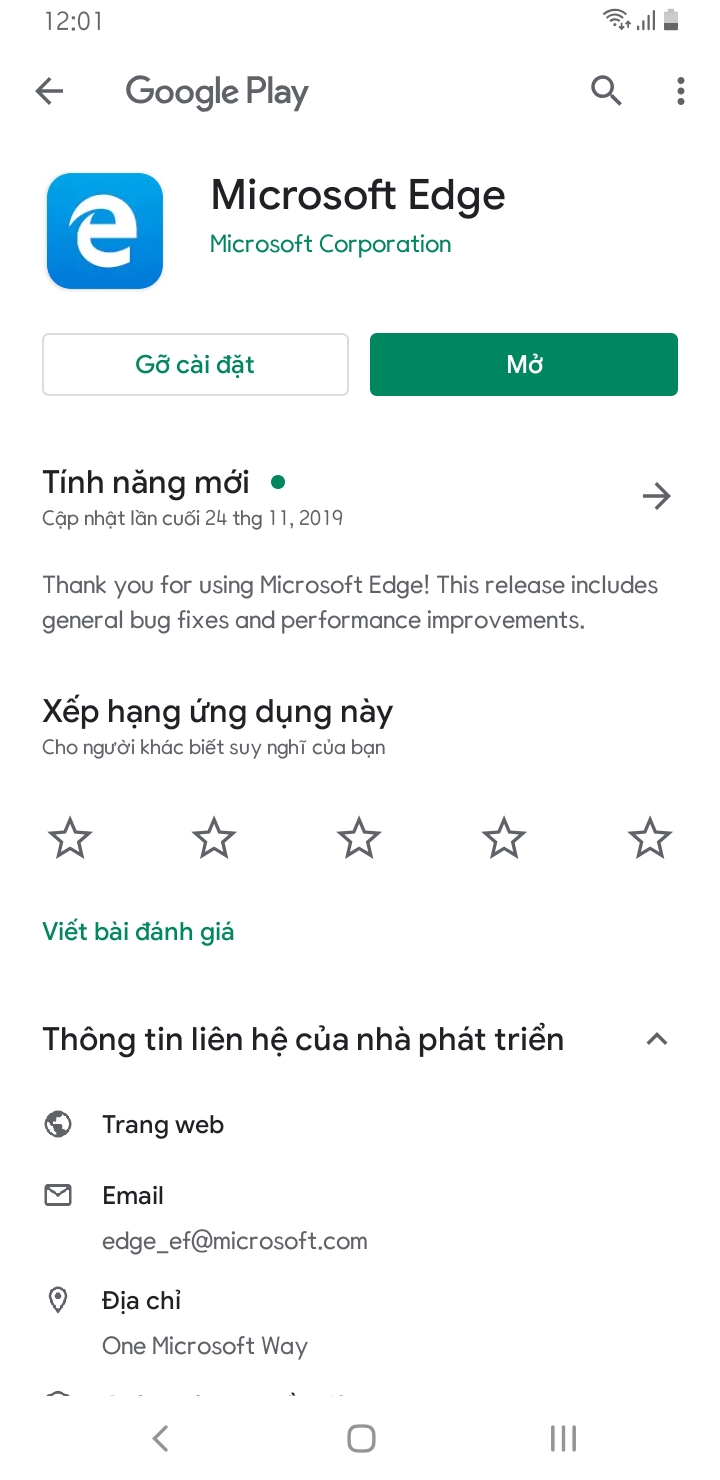 12:01
Google Play
Microsoft Edge
Microsoft Corporation
Gỡ cài đặt
Mở
Tính năng mới
Cập nhật lần cuối 24 thg 11, 2019
Thank you for using Microsoft Edge! This release includes
general bug fixes and performance improvements.
Xếp hạng ứng dụng này
Cho người khác biết suy nghĩ của bạn
Viết bài đánh giá
Thông tin liên hệ của nhà phát triển
Trang web
Email
edge_ef@microsoft.com
Địa chỉ
One Microsoft Way